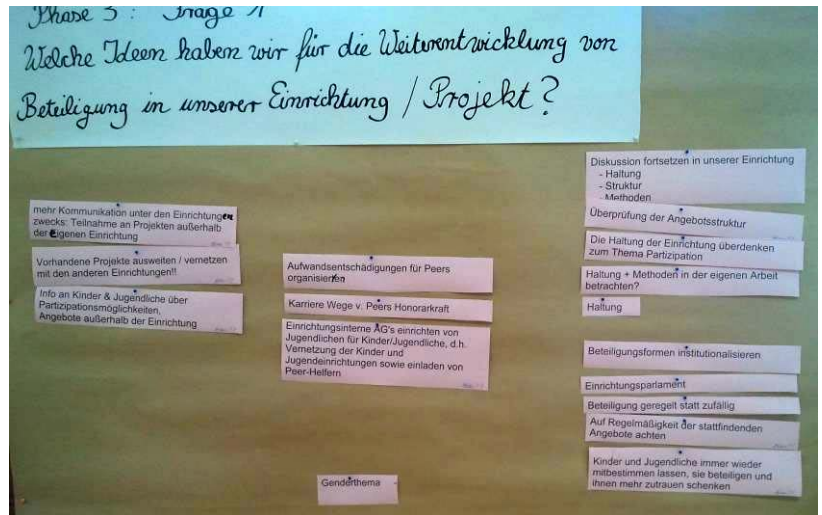 Phase 3 : Frage 1
Welche Ideen haben wir für die Weiterentwicklung von
Beteiligung in unserer Einrichtung / Projekt?
mehr Kommunikation unter den Einrichtungen
zwecks: Teilnahme an Projekten außerhalb
der Eigenen Einrichtung
Vorhandene Projekte ausweiten / vernetzen
mit den anderen Einrichtungen!!
Info an Kinder & Jugendliche über
Partizipationsmöglichkeiten,
Angebote außerhalb der Einrichtung
Aufwandsentschädigungen für Peers
organisieren
Karriere Wege v. Peers Honorarkraft
Einrichtungsinterne AG's einrichten von
Jugendlichen für Kinder/Jugendliche, d.h.
Vernetzung der Kinder und
Jugendeinrichtungen sowie einladen von
Peer-Helfern
Genderthema
Diskussion fortsetzen in unserer Einrichtung
- Haltung
- Struktur
- Methoden
Überprüfung der Angebotsstruktur
Die Haltung der Einrichtung überdenken
zum Thema Partizipation
Haltung + Methoden in der eigenen Arbeit
betrachten?
Haltung
Beteiligungsformen institutionalisieren
Einrichtungsparlament
Beteiligung geregelt statt zufällig
Auf Regelmäßigkeit der stattfindenden
Angebote achten
Kinder und Jugendliche immer wieder
mitbestimmen lassen, sie beteiligen und
ihnen mehr zutrauen schenken